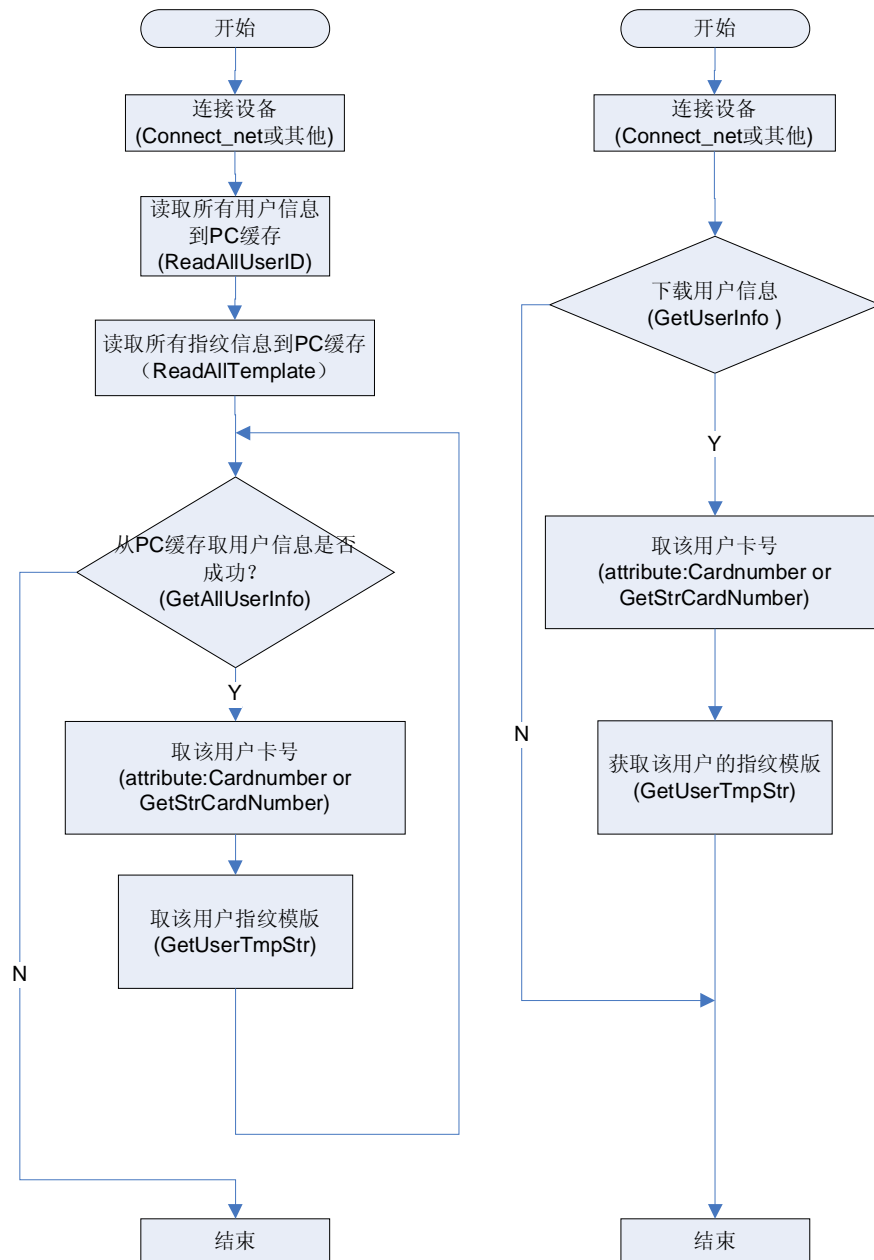 开始
连接设备
(Connect_net或其他)
读取所有用户信息
到PC缓存
(ReadAllUserID)
读取所有指纹信息到PC缓存
（ReadAllTemplate）
从PC缓存取用户信息是否
成功？
(GetAllUserInfo)
Y
取该用户卡号
(attribute:Cardnumber or
GetStrCardNumber)
取该用户指纹模版
(GetUserTmpStr)
N
结束
开始
连接设备
(Connect_net或其他)
下载用户信息
(GetUserInfo )
Y
取该用户卡号
(attribute:Cardnumber or
GetStrCardNumber)
N
获取该用户的指纹模版
(GetUserTmpStr)
结束